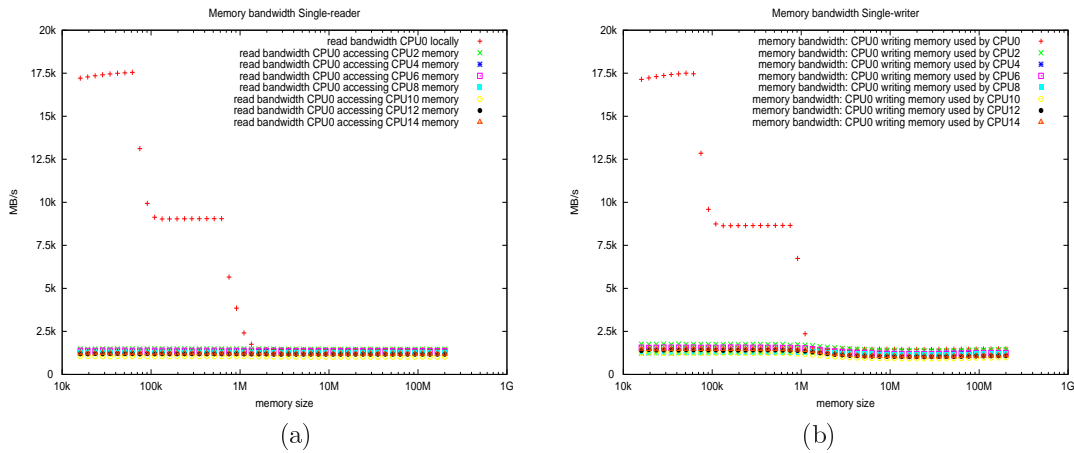 Memory bandwidth Single-reader
20k
17.5k
15k
12.5k
10k
7.5k
5k
2.5k
0
MB/s
read bandwidth CPU0 locally
read bandwidth CPU0 accessing CPU2 memory
read bandwidth CPU0 accessing CPU4 memory
read bandwidth CPU0 accessing CPU6 memory
read bandwidth CPU0 accessing CPU8 memory
read bandwidth CPU0 accessing CPU10 memory
read bandwidth CPU0 accessing CPU12 memory
read bandwidth CPU0 accessing CPU14 memory
10k 100k 1M 10M 100M 1G
memory size
(a)
Memory bandwidth Single-writer
20k
17.5k
15k
12.5k
10k
7.5k
5k
2.5k
0
MB/s
memory bandwidth: CPU0 writing memory used by CPU0
memory bandwidth: CPU0 writing memory used by CPU2
memory bandwidth: CPU0 writing memory used by CPU4
memory bandwidth: CPU0 writing memory used by CPU6
memory bandwidth: CPU0 writing memory used by CPU8
memory bandwidth: CPU0 writing memory used by CPU10
memory bandwidth: CPU0 writing memory used by CPU12
memory bandwidth: CPU0 writing memory used by CPU14
10k 100k 1M 10M 100M 1G
memory size
(b)